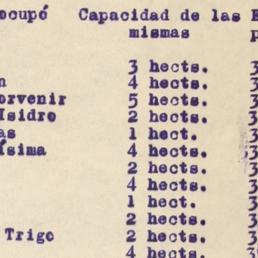 ocupó Capacidad de las
mismas
3 hects.
4 hects.
orvenir 5 hects.
Isidro 2 hects.
as 1 hect.
ísima 4 hects.
2 hects.
4 hects.
1 hect.
2 hects.
Trigo 2 hects.
4 hects.